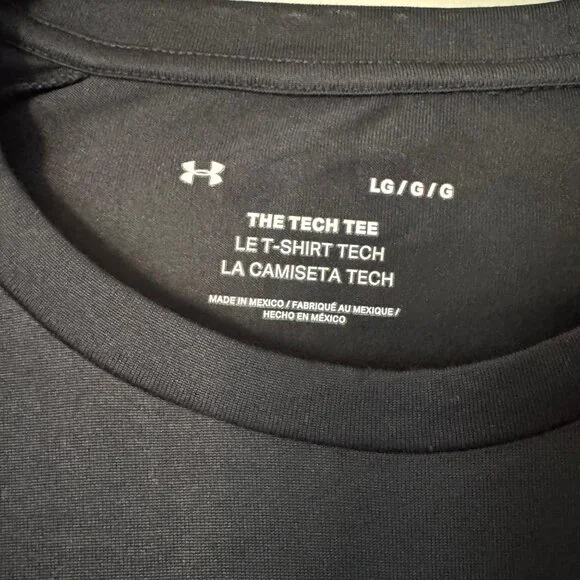 LG / G / G
THE TECH TEE
LE T-SHIRT TECH
LA CAMISETA TECH
MADE IN MEXICO / FABRIQUÉ AU MEXIQUE /
HECHO EN MÉXICO